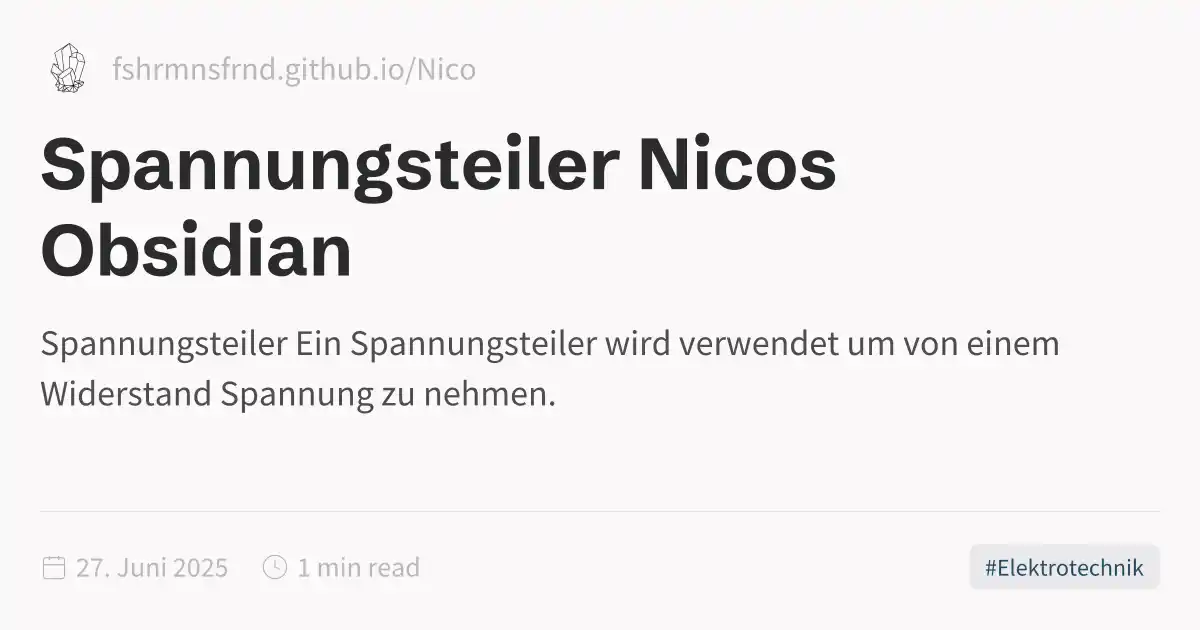 fshrmnsfrnd.github.io/Nico
Spannungsteiler Nicos
Obsidian
Spannungsteiler Ein Spannungsteiler wird verwendet um von einem
Widerstand Spannung zu nehmen.
27. Juni 2025 1 min read
#Elektrotechnik